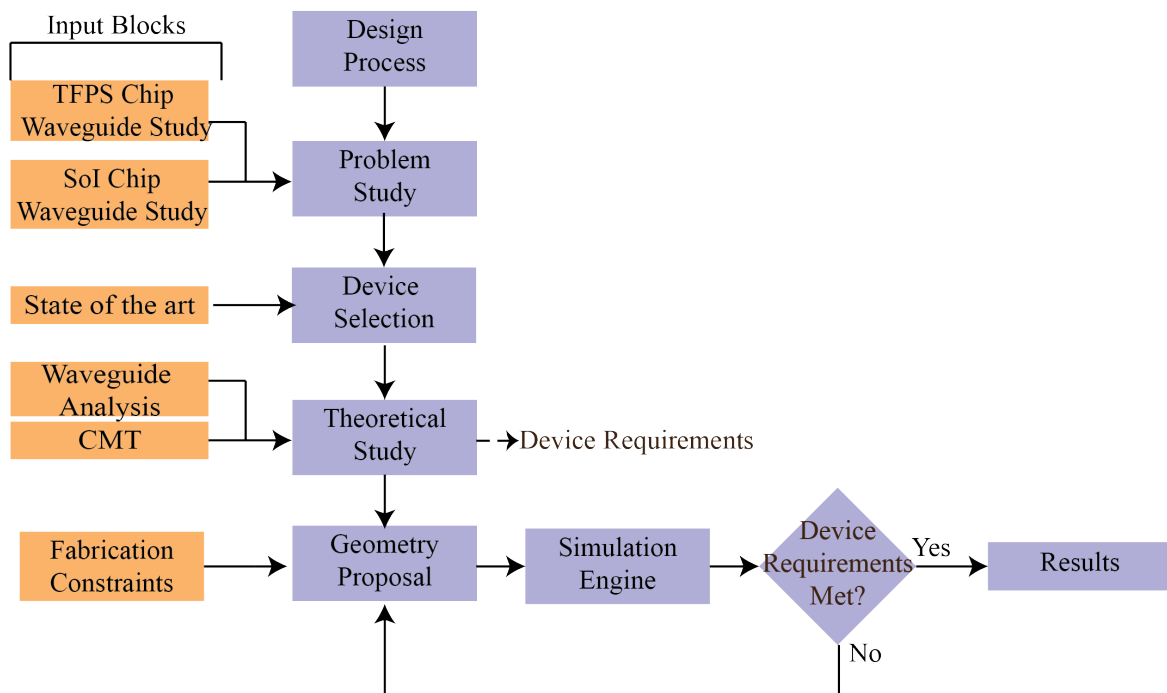 Input Blocks
Design
Process
TFPS Chip
Waveguide Study
SoI Chip
Waveguide Study
Problem
Study
State of the art
Device
Selection
Waveguide
Analysis
CMT
Theoretical
Study
Device Requirements
Fabrication
Constraints
Geometry
Proposal
Simulation
Engine
Device
Requirements
Met?
Yes
Results
No